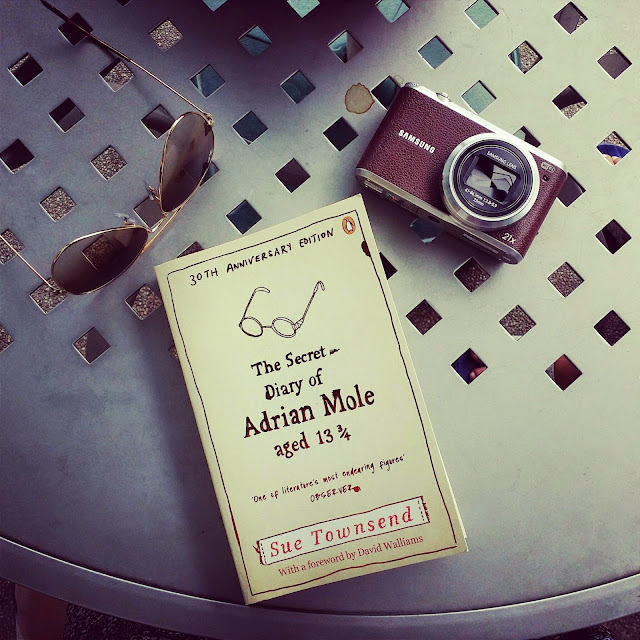 SAMSUNG
SAMSUNG LENS
21X
30TH ANNIVERSARY EDITION
The Secret
Diary of
Adrian Mole
aged 13 ¾
'One of literature's most endearing figures'
OBSERVER
Sue Townsend
With a foreword by David Walliams